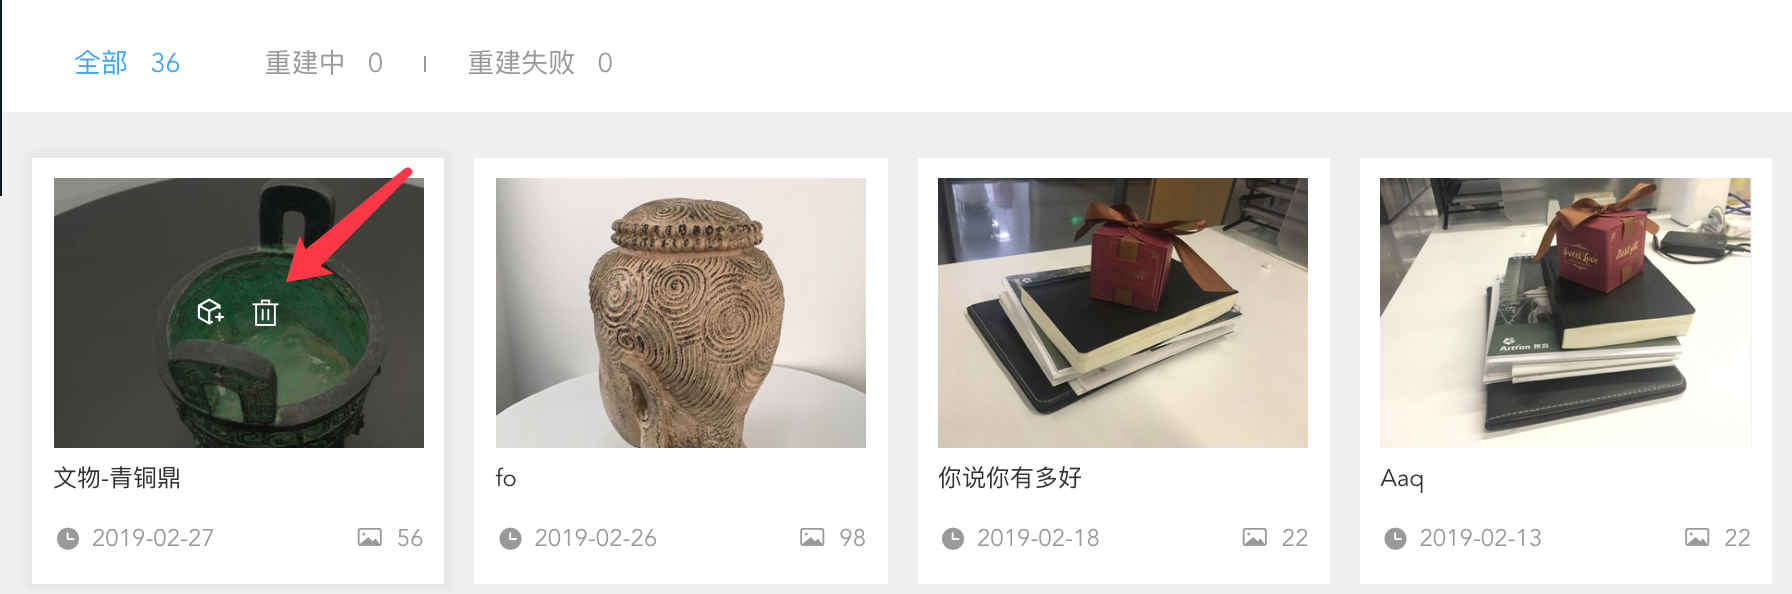 全部 36 重建中 0 重建失败 0
Sweet Love
Artron 雅昌
文物-青铜鼎
2019-02-27 56
fo
2019-02-26 98
你说你有多好
2019-02-18 22
Aaq
2019-02-13 22